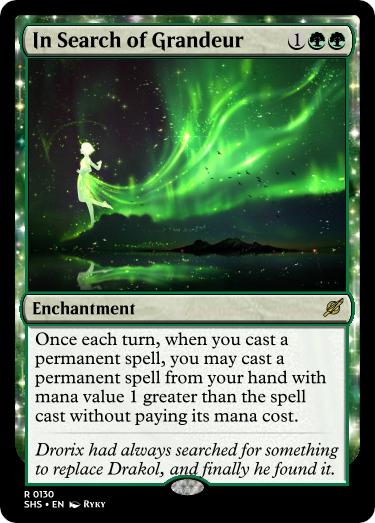 In Search of Grandeur 1
Enchantment
Once each turn, when you cast a
permanent spell, you may cast a
permanent spell from your hand with
mana value 1 greater than the spell
cast without paying its mana cost.
Drorix had always searched for something
to replace Drakol, and finally he found it.
R 0130
SHS • EN Ryky